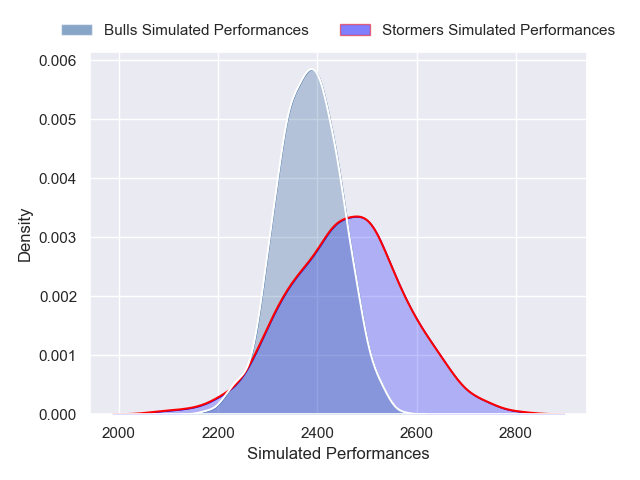 Bulls Simulated Performances Stormers Simulated Performances
0.006
0.005
0.004
0.003
0.002
0.001
0.000
Density
2000 2200 2400 2600 2800
Simulated Performances